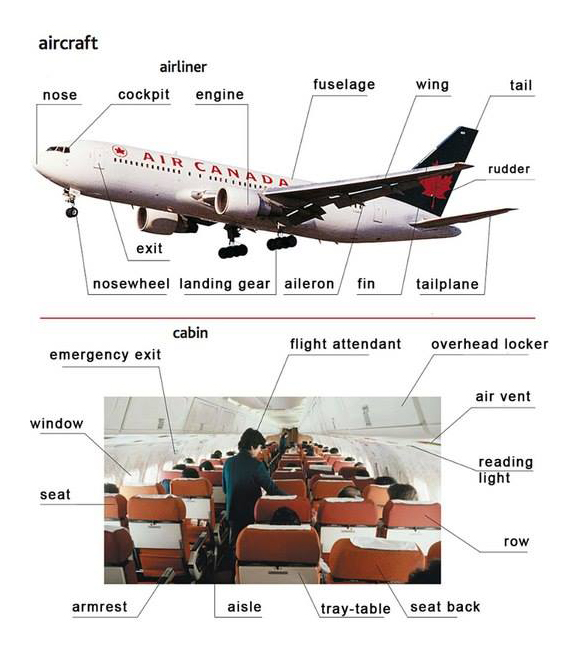 aircraft
airliner
nose
cockpit
engine
fuselage
wing
tail
AIR CANADA
rudder
exit
nosewheel
landing gear
aileron
fin
tailplane
cabin
emergency exit
flight attendant
overhead locker
air vent
window
reading
light
seat
row
armrest
aisle
tray-table
seat back